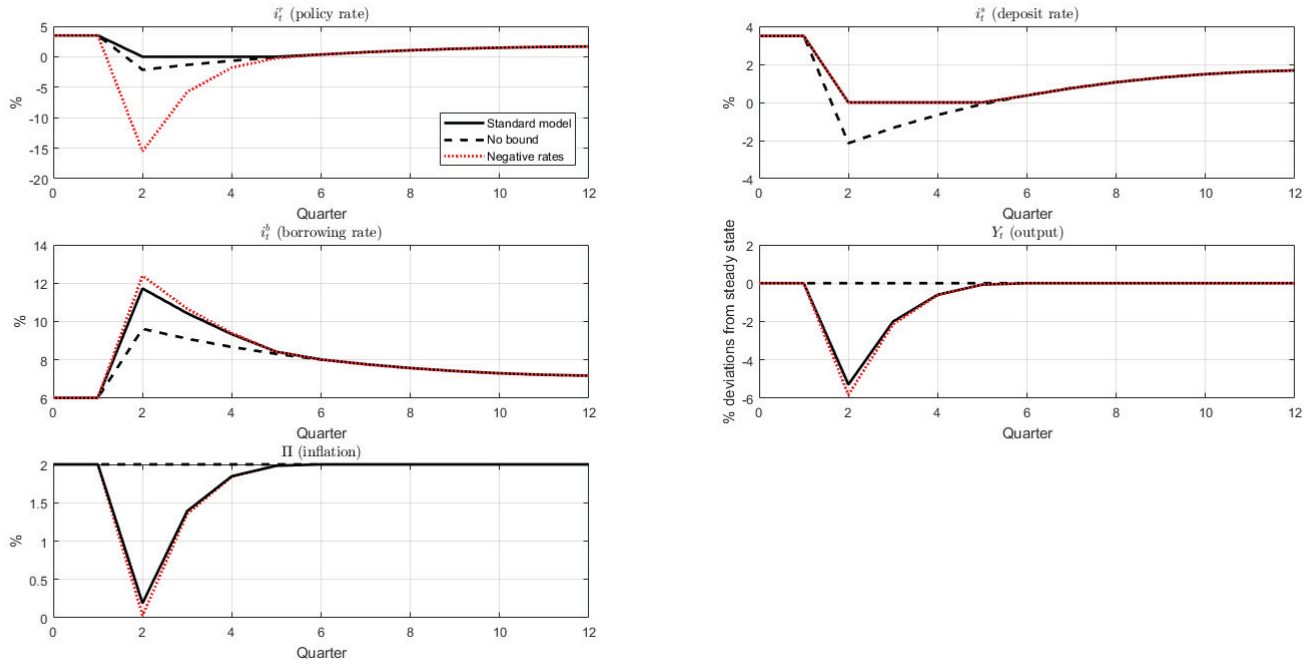 i_t^r (policy rate)
5
0
-5
-10
-15
-20
%
Standard model
No bound
Negative rates
0 2 4 6 8 10 12
Quarter
i_t^s (deposit rate)
4
2
0
-2
-4
%
0 2 4 6 8 10 12
Quarter
i_t^b (borrowing rate)
14
12
10
8
6
%
0 2 4 6 8 10 12
Quarter
Y_t (output)
2
0
-2
-4
-6
% deviations from steady state
0 2 4 6 8 10 12
Quarter
Π (inflation)
2
1.5
1
0.5
0
%
0 2 4 6 8 10 12
Quarter